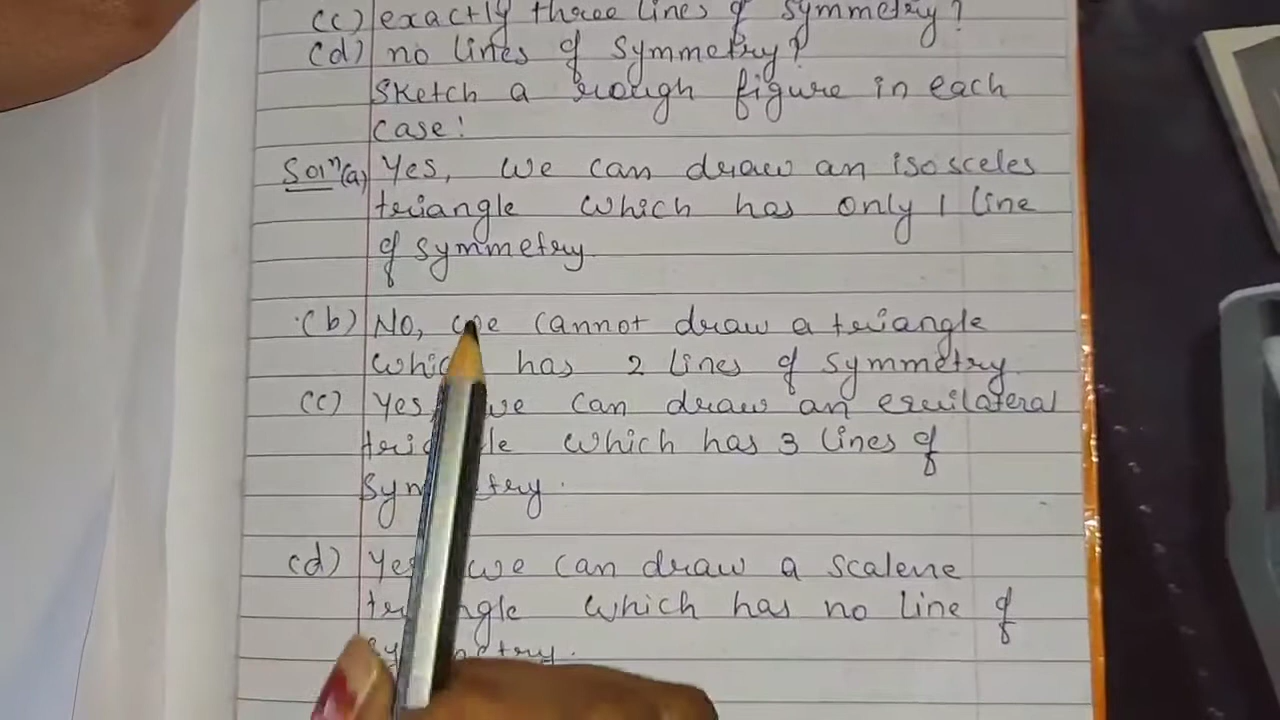 (c) exactly three lines of symmetry?
(d) no lines of symmetry?
Sketch a rough figure in each
case!
Solⁿ (a) Yes, we can draw an isosceles
triangle which has only 1 line
of symmetry.
(b) No, we cannot draw a triangle
which has 2 lines of symmetry.
(c) Yes, we can draw an equilateral
triangle which has 3 lines of
symmetry.
(d) Yes, we can draw a scalene
triangle which has no line of
symmetry.